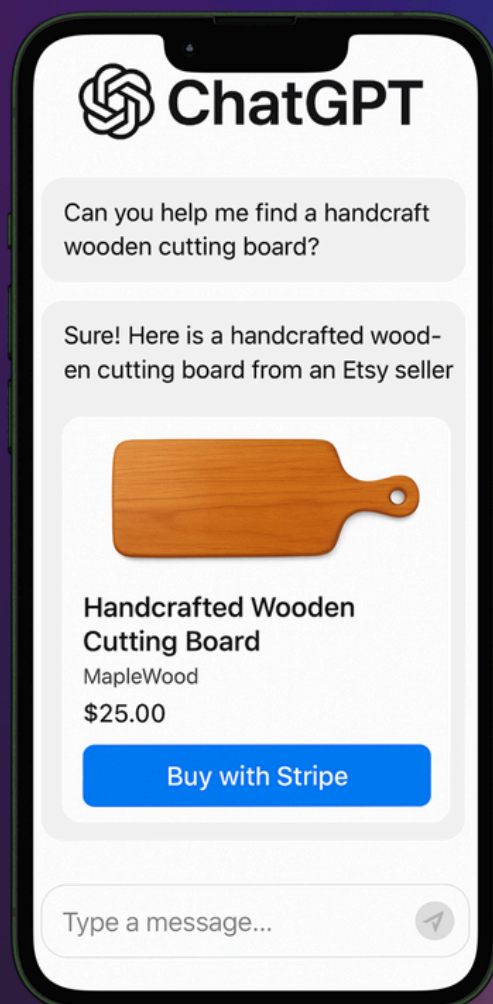 ChatGPT
Can you help me find a handcraft
wooden cutting board?
Sure! Here is a handcrafted wood-
en cutting board from an Etsy seller
Handcrafted Wooden
Cutting Board
MapleWood
$25.00
Buy with Stripe
Type a message...